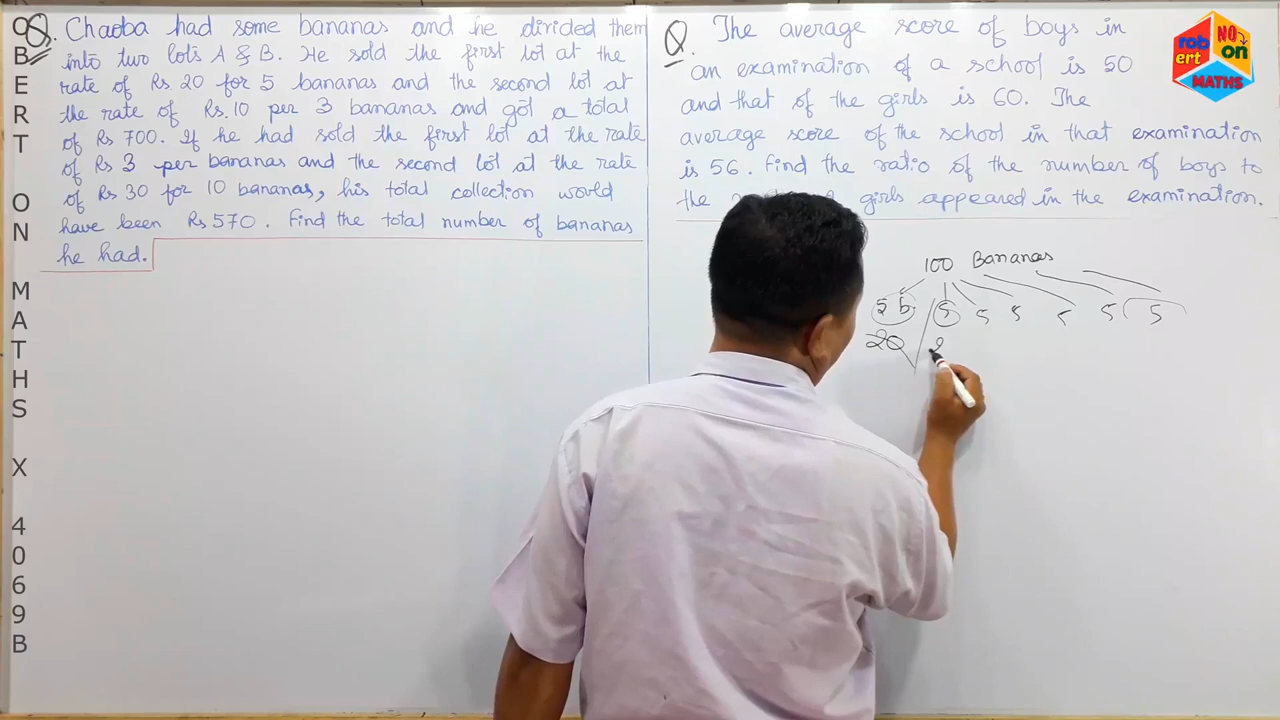 Q. Chaoba had some bananas and he divided them
into two lots A & B. He sold the first lot at the
rate of Rs 20 for 5 bananas and the second lot at
the rate of Rs. 10 per 3 bananas and got a total
of Rs 700. If he had sold the first lot at the rate
of Rs 3 per bananas and the second lot at the rate
of Rs 30 for 10 bananas, his total collection would
have been Rs 570. Find the total number of bananas
he had.
Q. The average score of boys in
an examination of a school is 50
and that of the girls is 60. The
average score of the school in that examination
is 56. Find the ratio of the number of boys to
the girls appeared in the examination.
100 Bananas
5 b 5 5 5 5 5 5
20 2
rob ert NO on
MATHS
OBERT ON MATHS X 4069B